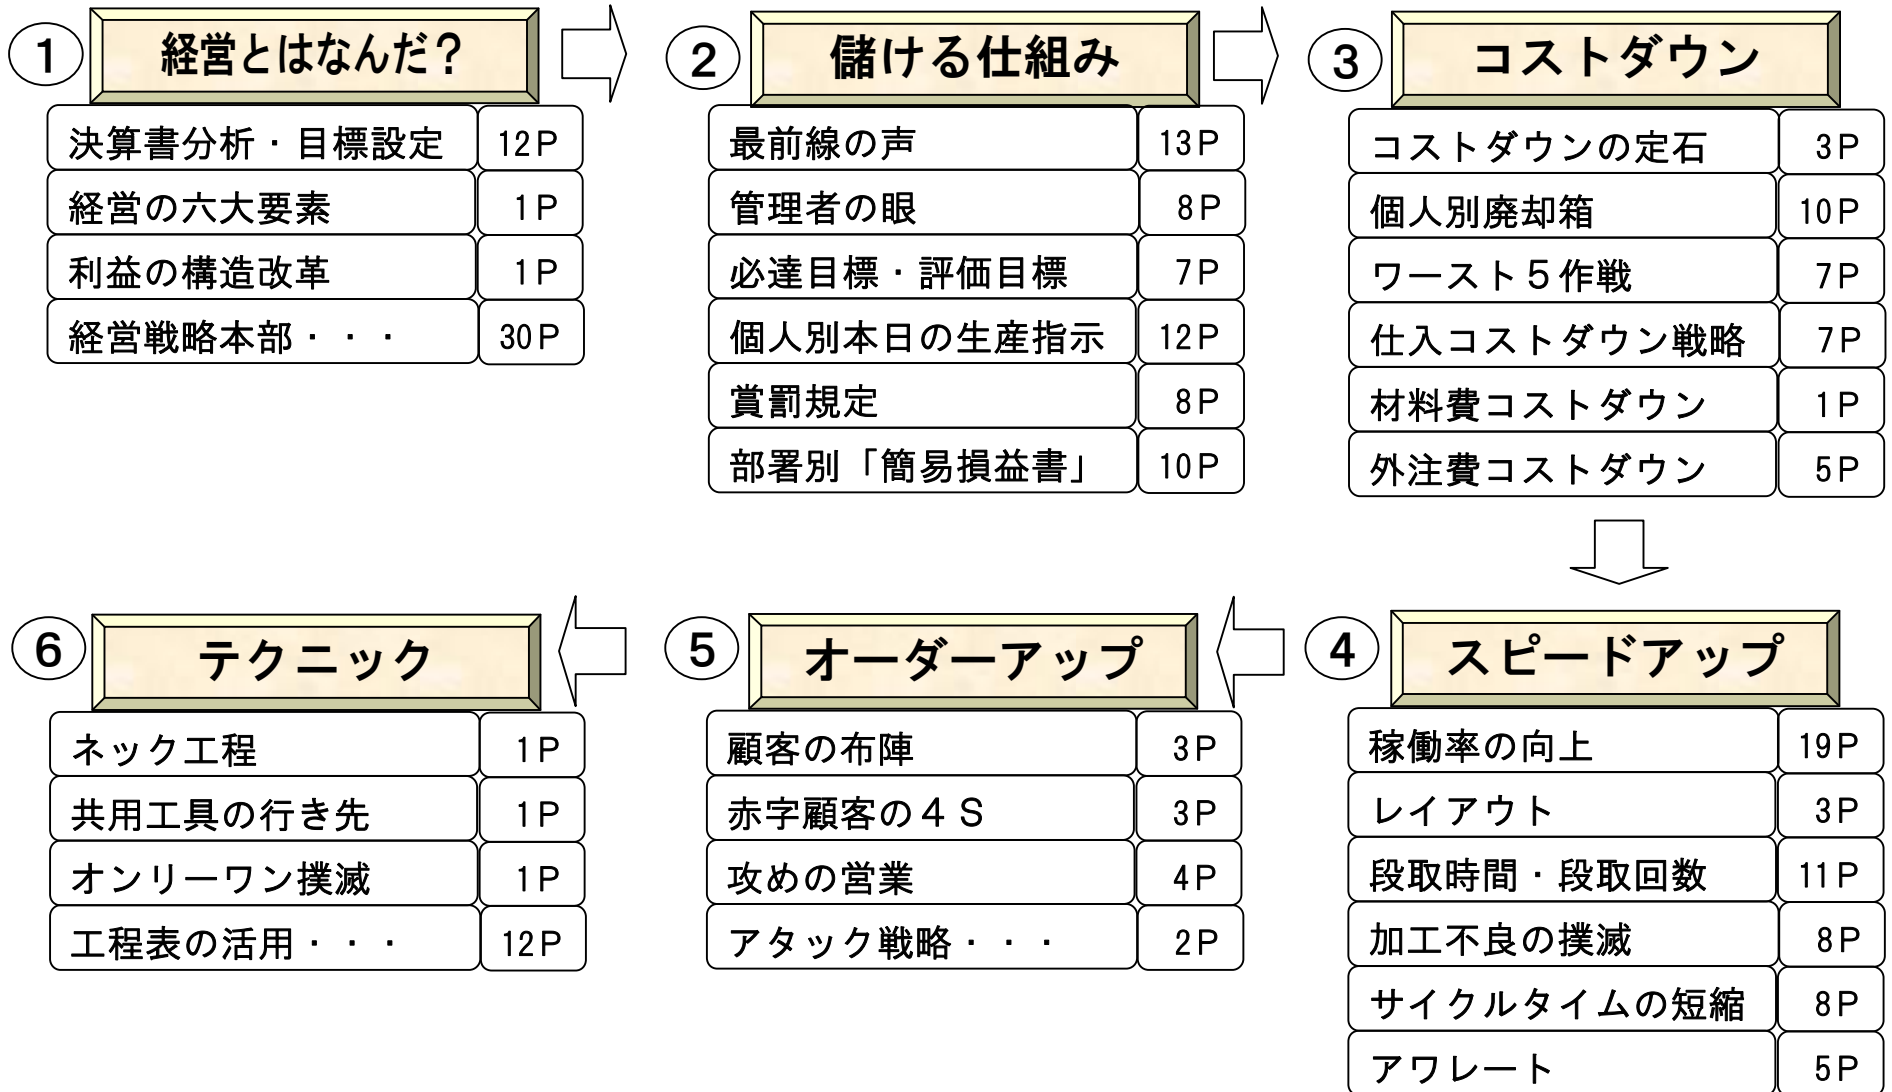 ① 経営とはなんだ？
決算書分析・目標設定 12P
経営の六大要素 1P
利益の構造改革 1P
経営戦略本部・・・ 30P
② 儲ける仕組み
最前線の声 13P
管理者の眼 8P
必達目標・評価目標 7P
個人別本日の生産指示 12P
賞罰規定 8P
部署別「簡易損益書」 10P
③ コストダウン
コストダウンの定石 3P
個人別廃却箱 10P
ワースト５作戦 7P
仕入コストダウン戦略 7P
材料費コストダウン 1P
外注費コストダウン 5P
④ スピードアップ
稼働率の向上 19P
レイアウト 3P
段取時間・段取回数 11P
加工不良の撲滅 8P
サイクルタイムの短縮 8P
アワレート 5P
⑤ オーダーアップ
顧客の布陣 3P
赤字顧客の４Ｓ 3P
攻めの営業 4P
アタック戦略・・・ 2P
⑥ テクニック
ネック工程 1P
共用工具の行き先 1P
オンリーワン撲滅 1P
工程表の活用・・・ 12P